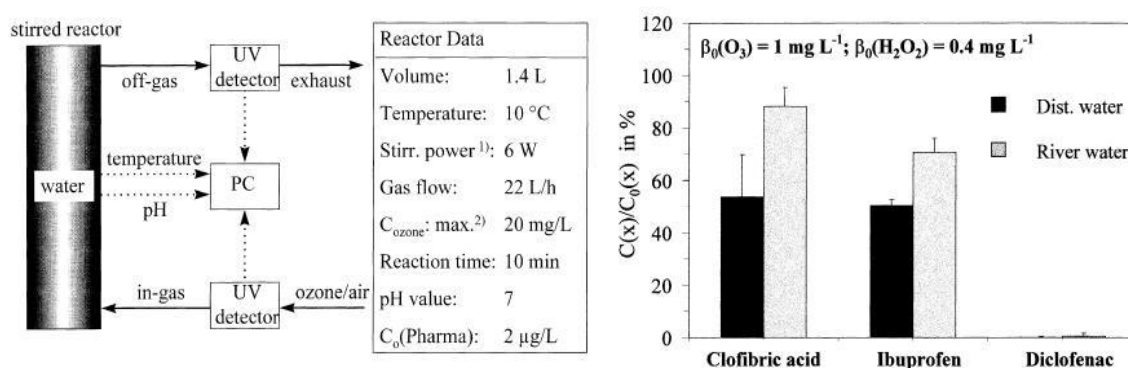 stirred reactor
off-gas
UV
detector
exhaust
temperature
water
pH
PC
in-gas
UV
detector
ozone/air
Reactor Data
Volume: 1.4 L
Temperature: 10 °C
Stirr. power 1): 6 W
Gas flow: 22 L/h
Cozone: max.2) 20 mg/L
Reaction time: 10 min
pH value: 7
Co(Pharma): 2 µg/L
β0(O3) = 1 mg L-1; β0(H2O2) = 0.4 mg L-1
C(x)/C0(x) in %
120
100
80
60
40
20
0
Dist. water
River water
Clofibric acid Ibuprofen Diclofenac